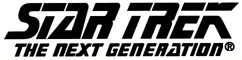 STAR TREK
THE NEXT GENERATION®